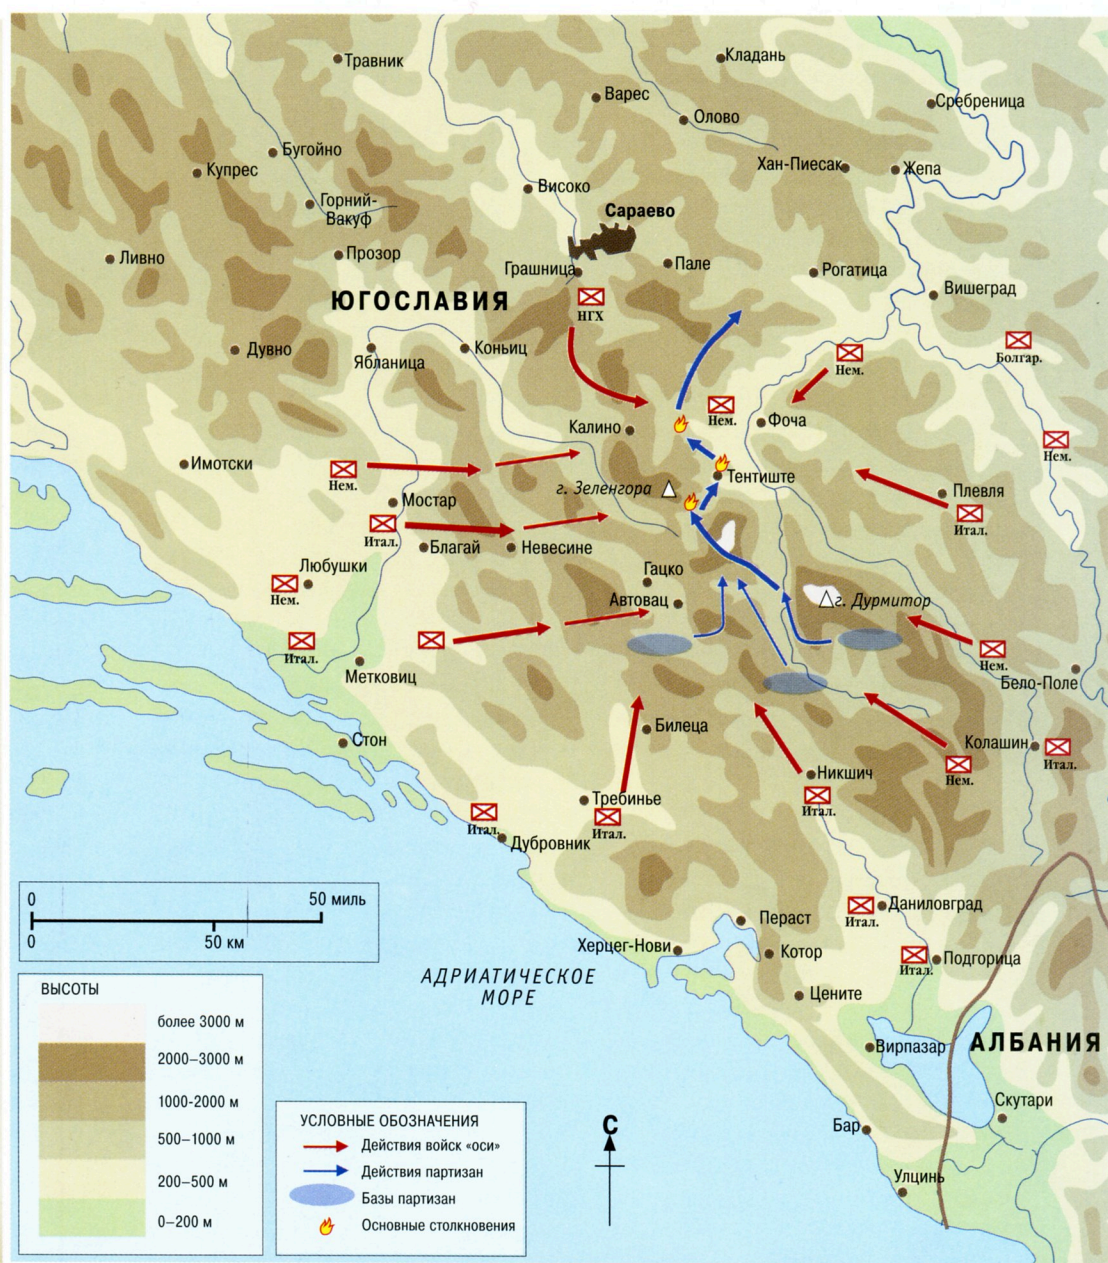 Травник
Кладань
Варес
Олово
Сребреница
Бугойно
Купрес
Хан-Пиесак
Жепа
Високо
Горний-
Вакуф
Сараево
Прозор
Ливно
Грашница
Пале
Рогатица
Вишеград
ЮГОСЛАВИЯ
НГХ
Дувно
Ябланица
Коньиц
Нем.
Болгар.
Калино
Нем.
Фоча
Нем.
Имотски
Нем.
г. Зеленгора
Тентиште
Плевля
Мостар
Итал.
Итал.
Благай
Невесине
Любушки
Нем.
Гацко
Автовац
г. Дурмитор
Итал.
Нем.
Метковиц
Бело-Поле
Билеца
Стон
Колашин
Итал.
Никшич
Нем.
Требинье
Итал.
Итал.
Итал.
Дубровник
0
50 миль
0
50 км
Итал.
Даниловград
Пераст
Херцег-Нови
Котор
Итал.
Подгорица
АДРИАТИЧЕСКОЕ
МОРЕ
Цените
Вирпазар
АЛБАНИЯ
Скутари
Бар
Улцинь
С
ВЫСОТЫ
более 3000 м
2000–3000 м
1000-2000 м
500–1000 м
200–500 м
0–200 м
УСЛОВНЫЕ ОБОЗНАЧЕНИЯ
Действия войск «оси»
Действия партизан
Базы партизан
Основные столкновения